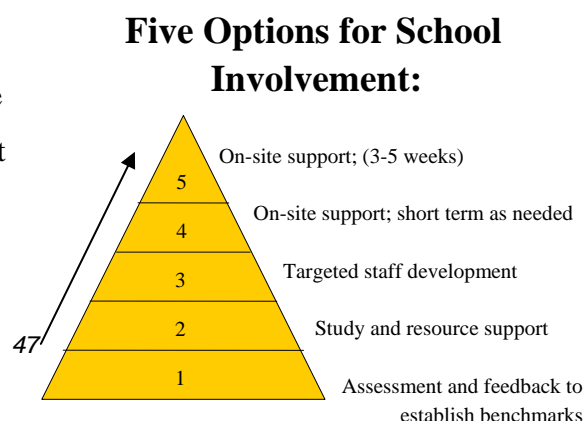 Five Options for School
Involvement:
e
t
On-site support; (3-5 weeks)
5
On-site support; short term as needed
4
Targeted staff development
3
Study and resource support
2
47
1
Assessment and feedback to
establish benchmarks